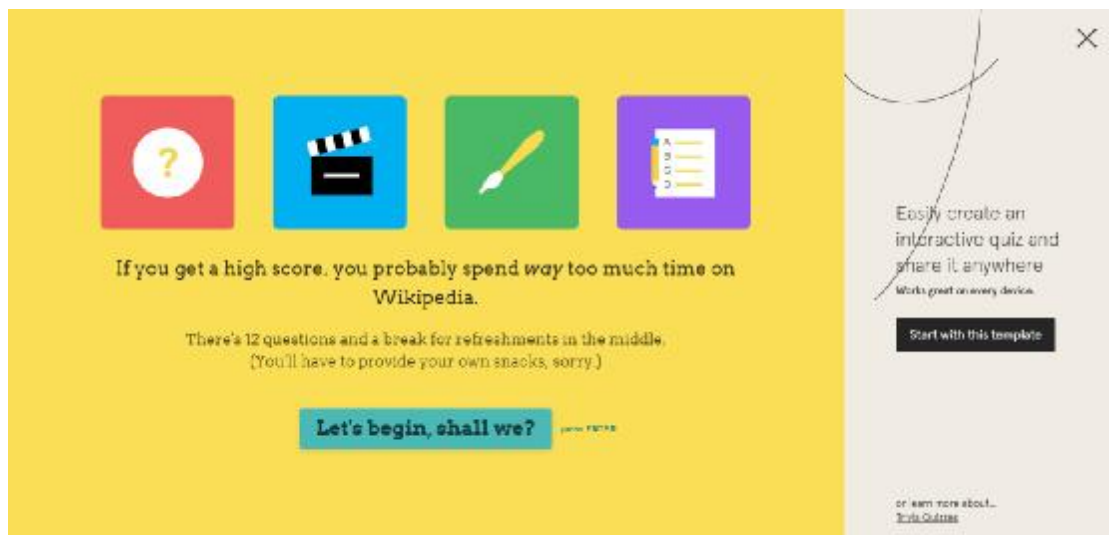 ?
A
B
C
D
If you get a high score, you probably spend way too much time on
Wikipedia.
There's 12 questions and a break for refreshments in the middle.
(You'll have to provide your own snacks, sorry.)
Let's begin, shall we?
press ENTER
Easily create an
interactive quiz and
share it anywhere
Works great on every device.
Start with this template
or learn more about...
Trivia Quizzes